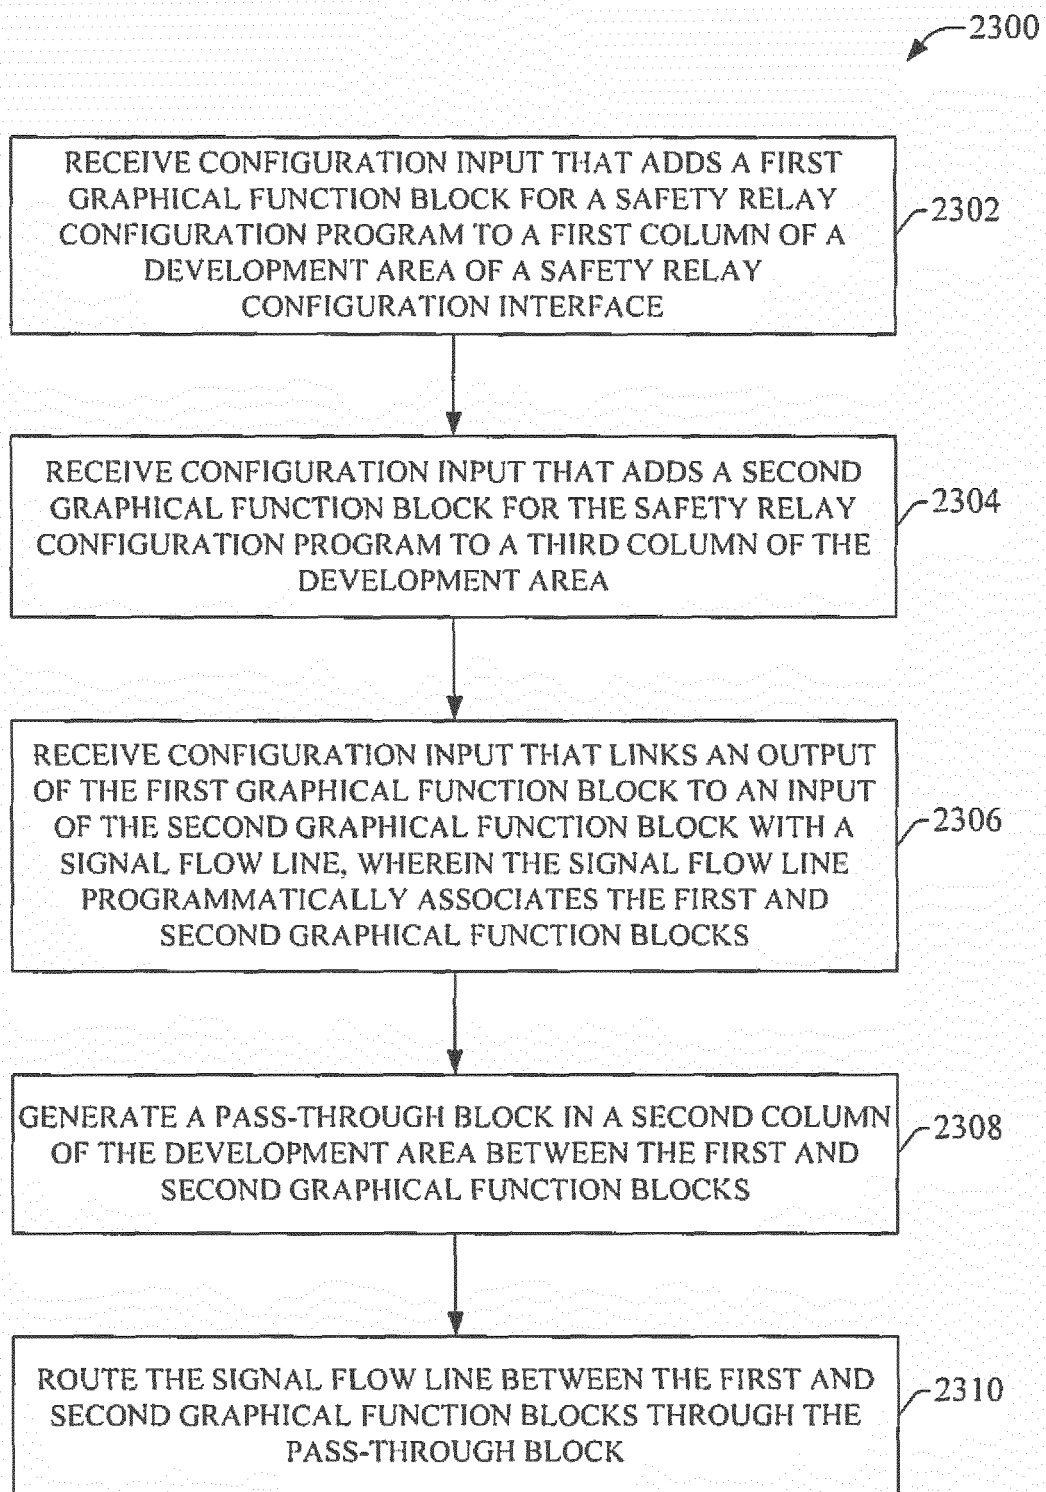 2300
RECEIVE CONFIGURATION INPUT THAT ADDS A FIRST
GRAPHICAL FUNCTION BLOCK FOR A SAFETY RELAY
CONFIGURATION PROGRAM TO A FIRST COLUMN OF A
DEVELOPMENT AREA OF A SAFETY RELAY
CONFIGURATION INTERFACE
2302
RECEIVE CONFIGURATION INPUT THAT ADDS A SECOND
GRAPHICAL FUNCTION BLOCK FOR THE SAFETY RELAY
CONFIGURATION PROGRAM TO A THIRD COLUMN OF THE
DEVELOPMENT AREA
2304
RECEIVE CONFIGURATION INPUT THAT LINKS AN OUTPUT
OF THE FIRST GRAPHICAL FUNCTION BLOCK TO AN INPUT
OF THE SECOND GRAPHICAL FUNCTION BLOCK WITH A
SIGNAL FLOW LINE, WHEREIN THE SIGNAL FLOW LINE
PROGRAMMATICALLY ASSOCIATES THE FIRST AND
SECOND GRAPHICAL FUNCTION BLOCKS
2306
GENERATE A PASS-THROUGH BLOCK IN A SECOND COLUMN
OF THE DEVELOPMENT AREA BETWEEN THE FIRST AND
SECOND GRAPHICAL FUNCTION BLOCKS
2308
ROUTE THE SIGNAL FLOW LINE BETWEEN THE FIRST AND
SECOND GRAPHICAL FUNCTION BLOCKS THROUGH THE
PASS-THROUGH BLOCK
2310